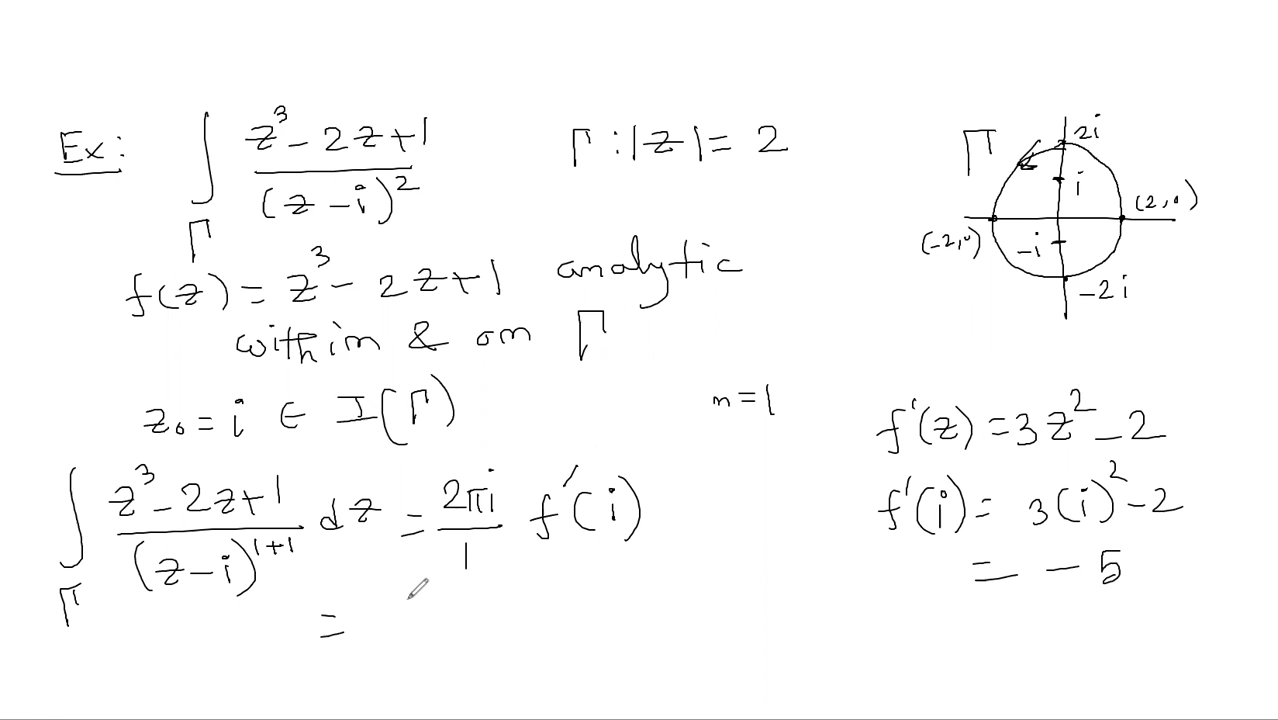 Ex: ∫_Γ (z³ - 2z + 1)/(z - i)²    Γ : |z| = 2
f(z) = z³ - 2z + 1 analytic
within & on Γ
z₀ = i ∈ I(Γ)
∫_Γ (z³ - 2z + 1)/(z - i)¹⁺¹ dz = 2πi/1 f'(i)
=
Γ
2i
i
(2,0)
(-2,0)
-i
-2i
n = 1
f'(z) = 3z² - 2
f'(i) = 3(i)² - 2
= -5